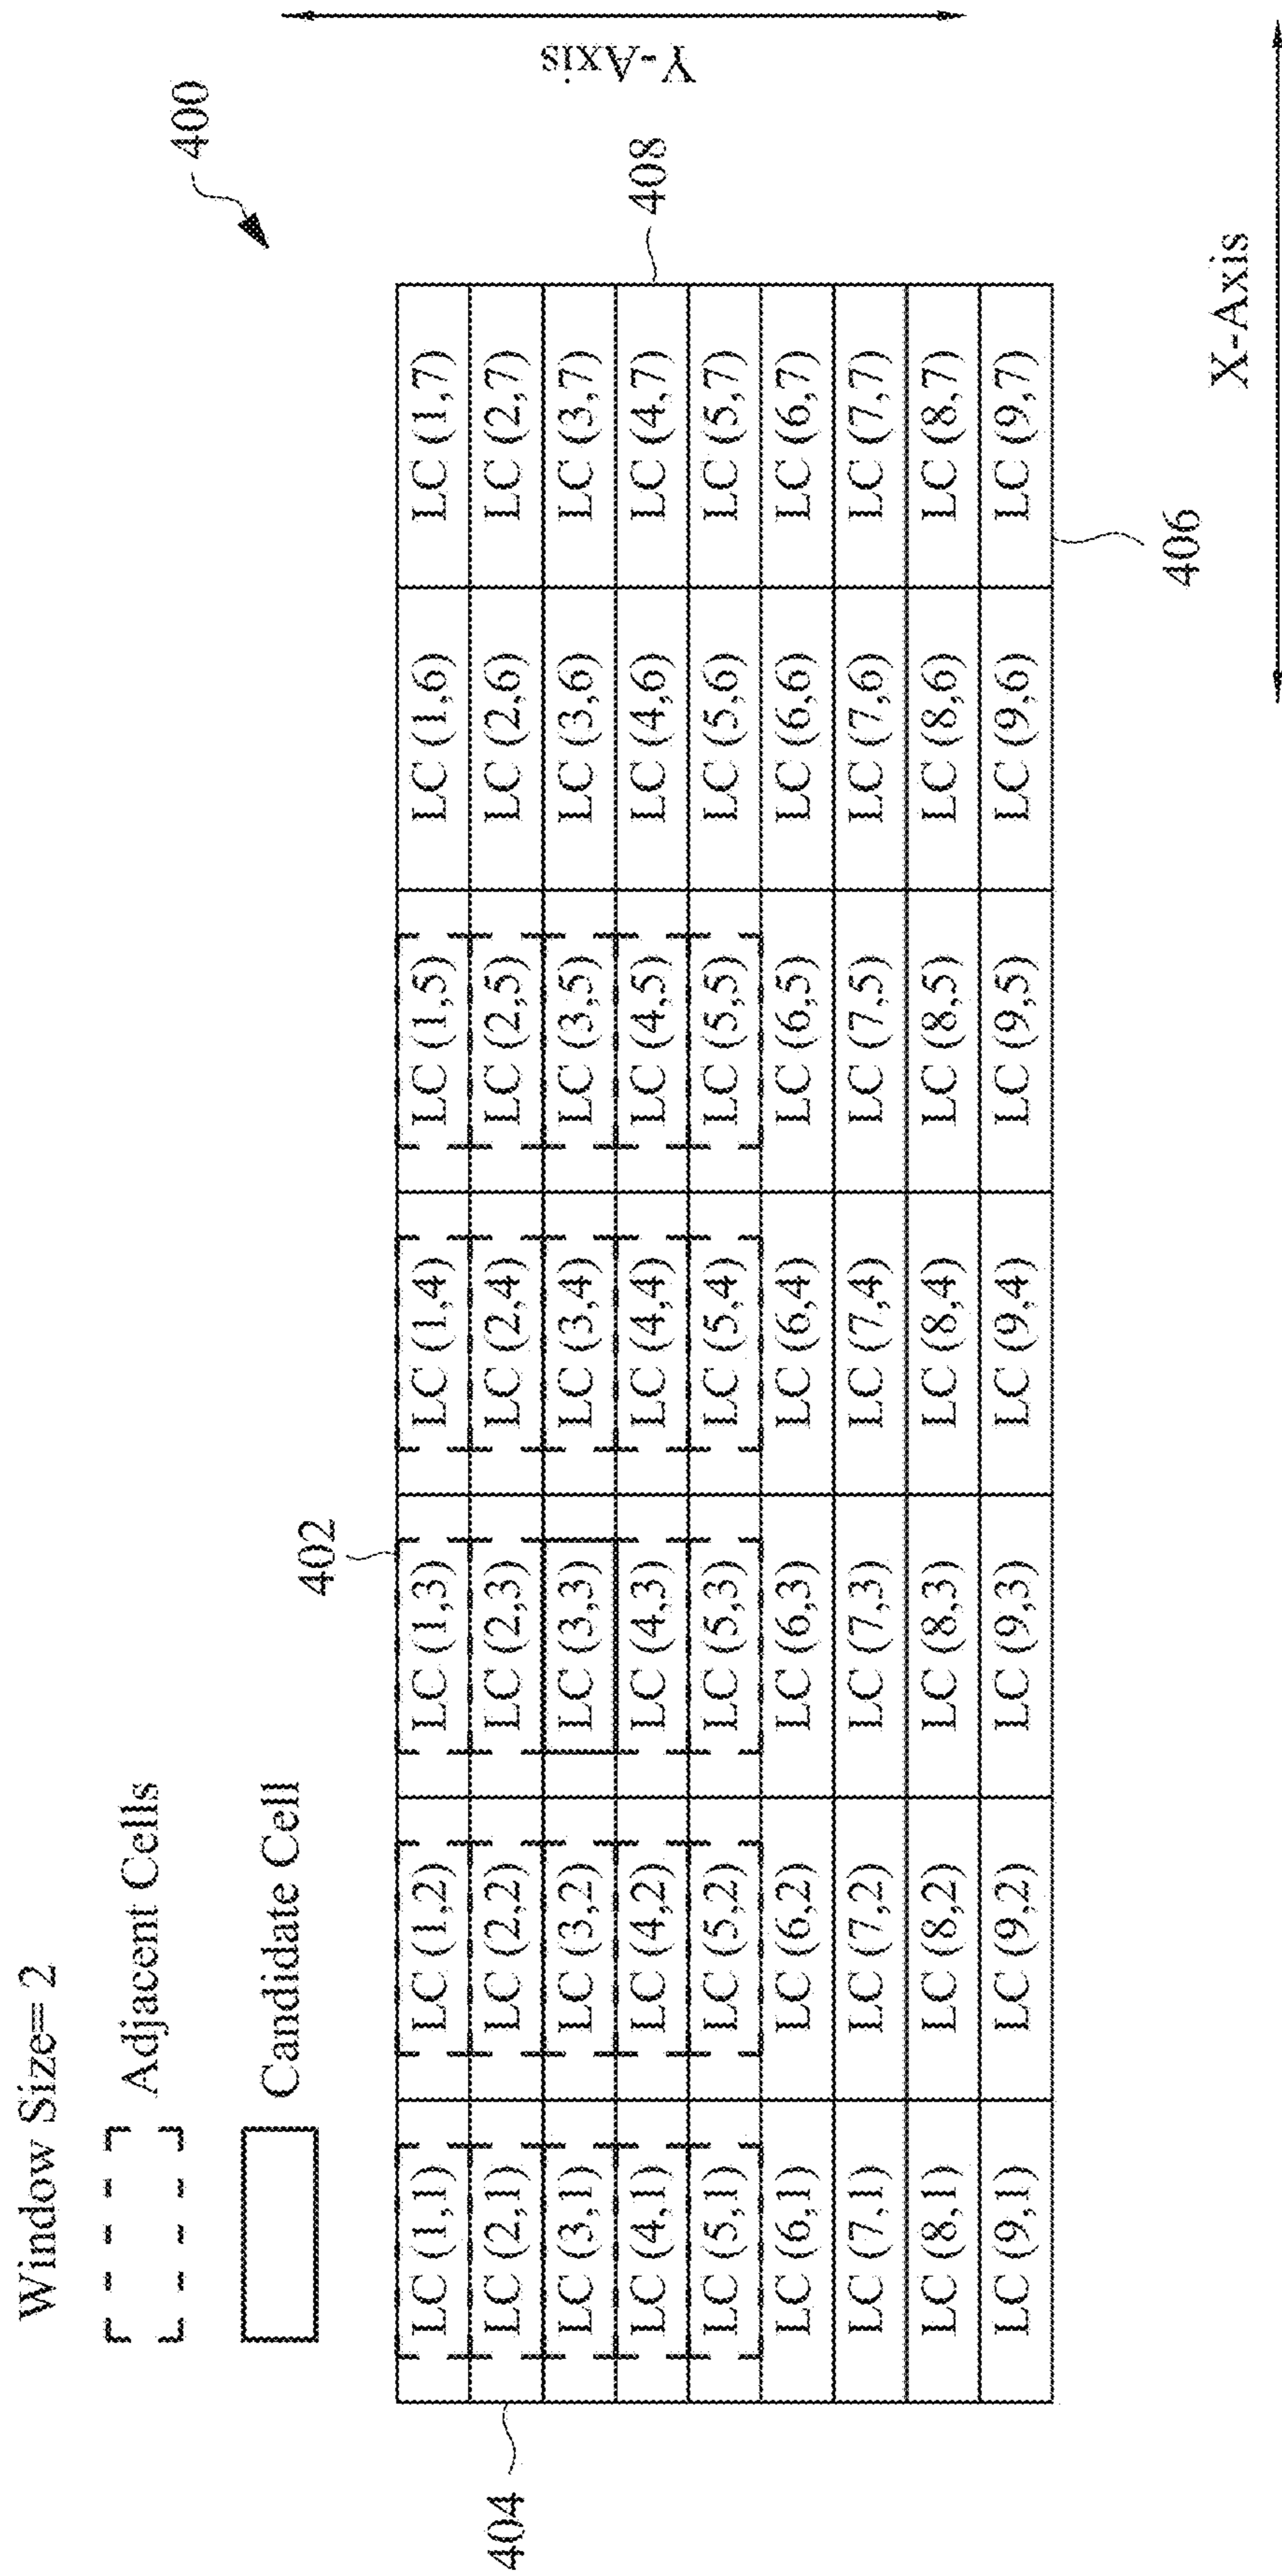 Window Size= 2
Adjacent Cells
Candidate Cell
400
402
404
LC (1,1) LC (1,2) LC (1,3) LC (1,4) LC (1,5) LC (1,6) LC (1,7)
LC (2,1) LC (2,2) LC (2,3) LC (2,4) LC (2,5) LC (2,6) LC (2,7)
LC (3,1) LC (3,2) LC (3,3) LC (3,4) LC (3,5) LC (3,6) LC (3,7)
LC (4,1) LC (4,2) LC (4,3) LC (4,4) LC (4,5) LC (4,6) LC (4,7)
LC (5,1) LC (5,2) LC (5,3) LC (5,4) LC (5,5) LC (5,6) LC (5,7)
LC (6,1) LC (6,2) LC (6,3) LC (6,4) LC (6,5) LC (6,6) LC (6,7)
LC (7,1) LC (7,2) LC (7,3) LC (7,4) LC (7,5) LC (7,6) LC (7,7)
LC (8,1) LC (8,2) LC (8,3) LC (8,4) LC (8,5) LC (8,6) LC (8,7)
LC (9,1) LC (9,2) LC (9,3) LC (9,4) LC (9,5) LC (9,6) LC (9,7)
408
Y-Axis
406
X-Axis